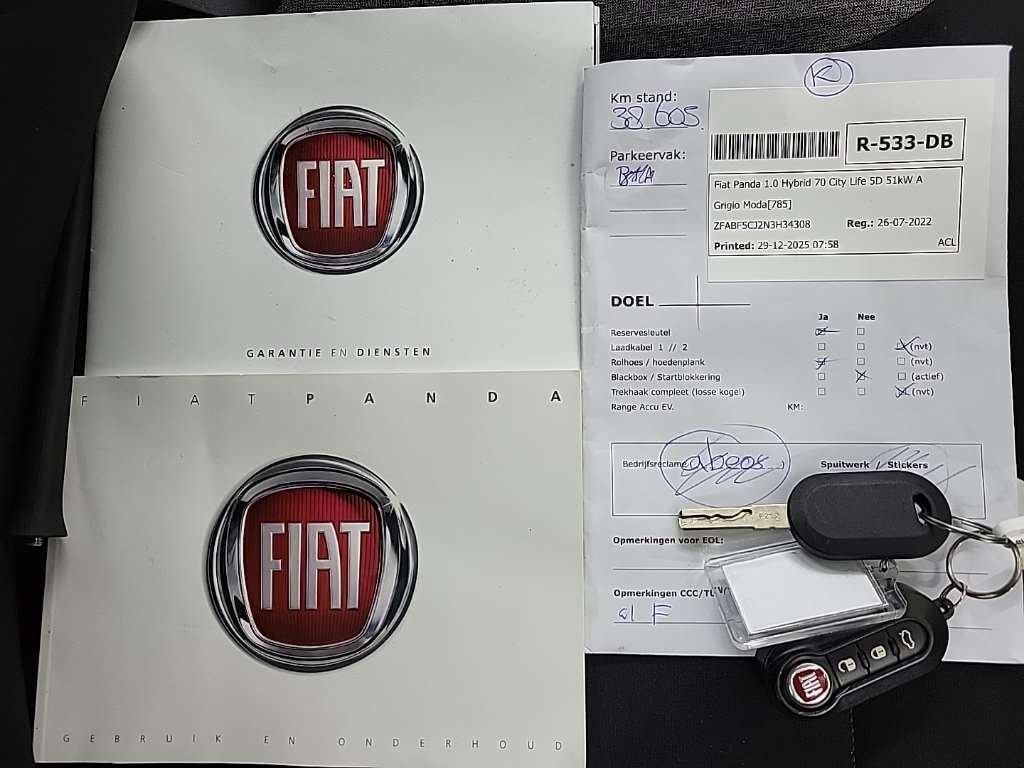 FIAT
GARANTIE EN DIENSTEN
FIAT PANDA
FIAT
GEBRUIK EN ONDERHOUD
K
Km stand:
38.605
Parkeervak:
R-533-DB
Fiat Panda 1.0 Hybrid 70 City Life 5D 51kW A
Grigio Moda[785]
ZFABF5CJ2N3H34308 Reg.: 26-07-2022
Printed: 29-12-2025 07:58 ACL
DOEL
Ja Nee
Reservesleutel
Laadkabel 1 // 2 (nvt)
Rolhoes / hoedenplank (nvt)
Blackbox / Startblokkering (actief)
Trekhaak compleet (losse kogel) (nvt)
Range Accu EV. KM:
Bedrijfsreclame Spuitwerk / Stickers
Opmerkingen voor EOL:
Opmerkingen CCC/
FIAT